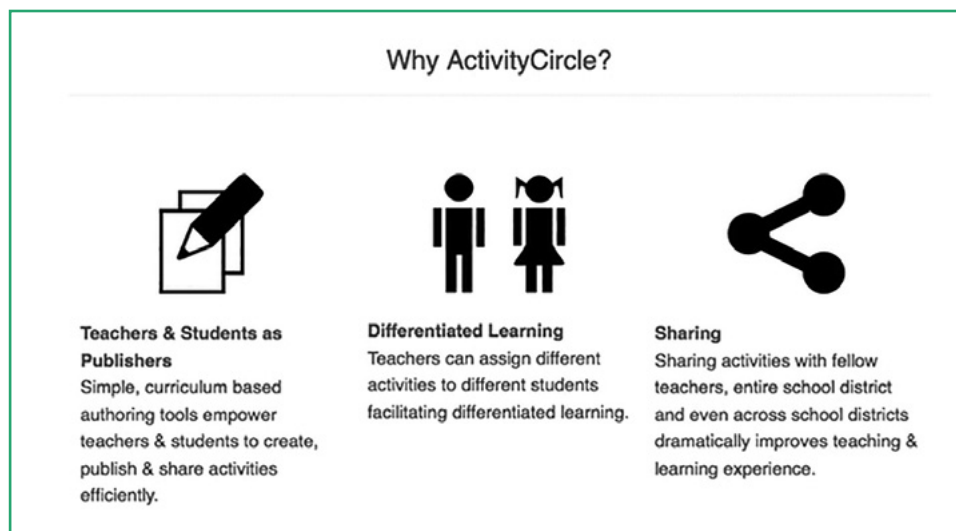 Why ActivityCircle?
Teachers & Students as
Publishers
Simple, curriculum based
authoring tools empower
teachers & students to create,
publish & share activities
efficiently.
Differentiated Learning
Teachers can assign different
activities to different students
facilitating differentiated learning.
Sharing
Sharing activities with fellow
teachers, entire school district
and even across school districts
dramatically improves teaching &
learning experience.